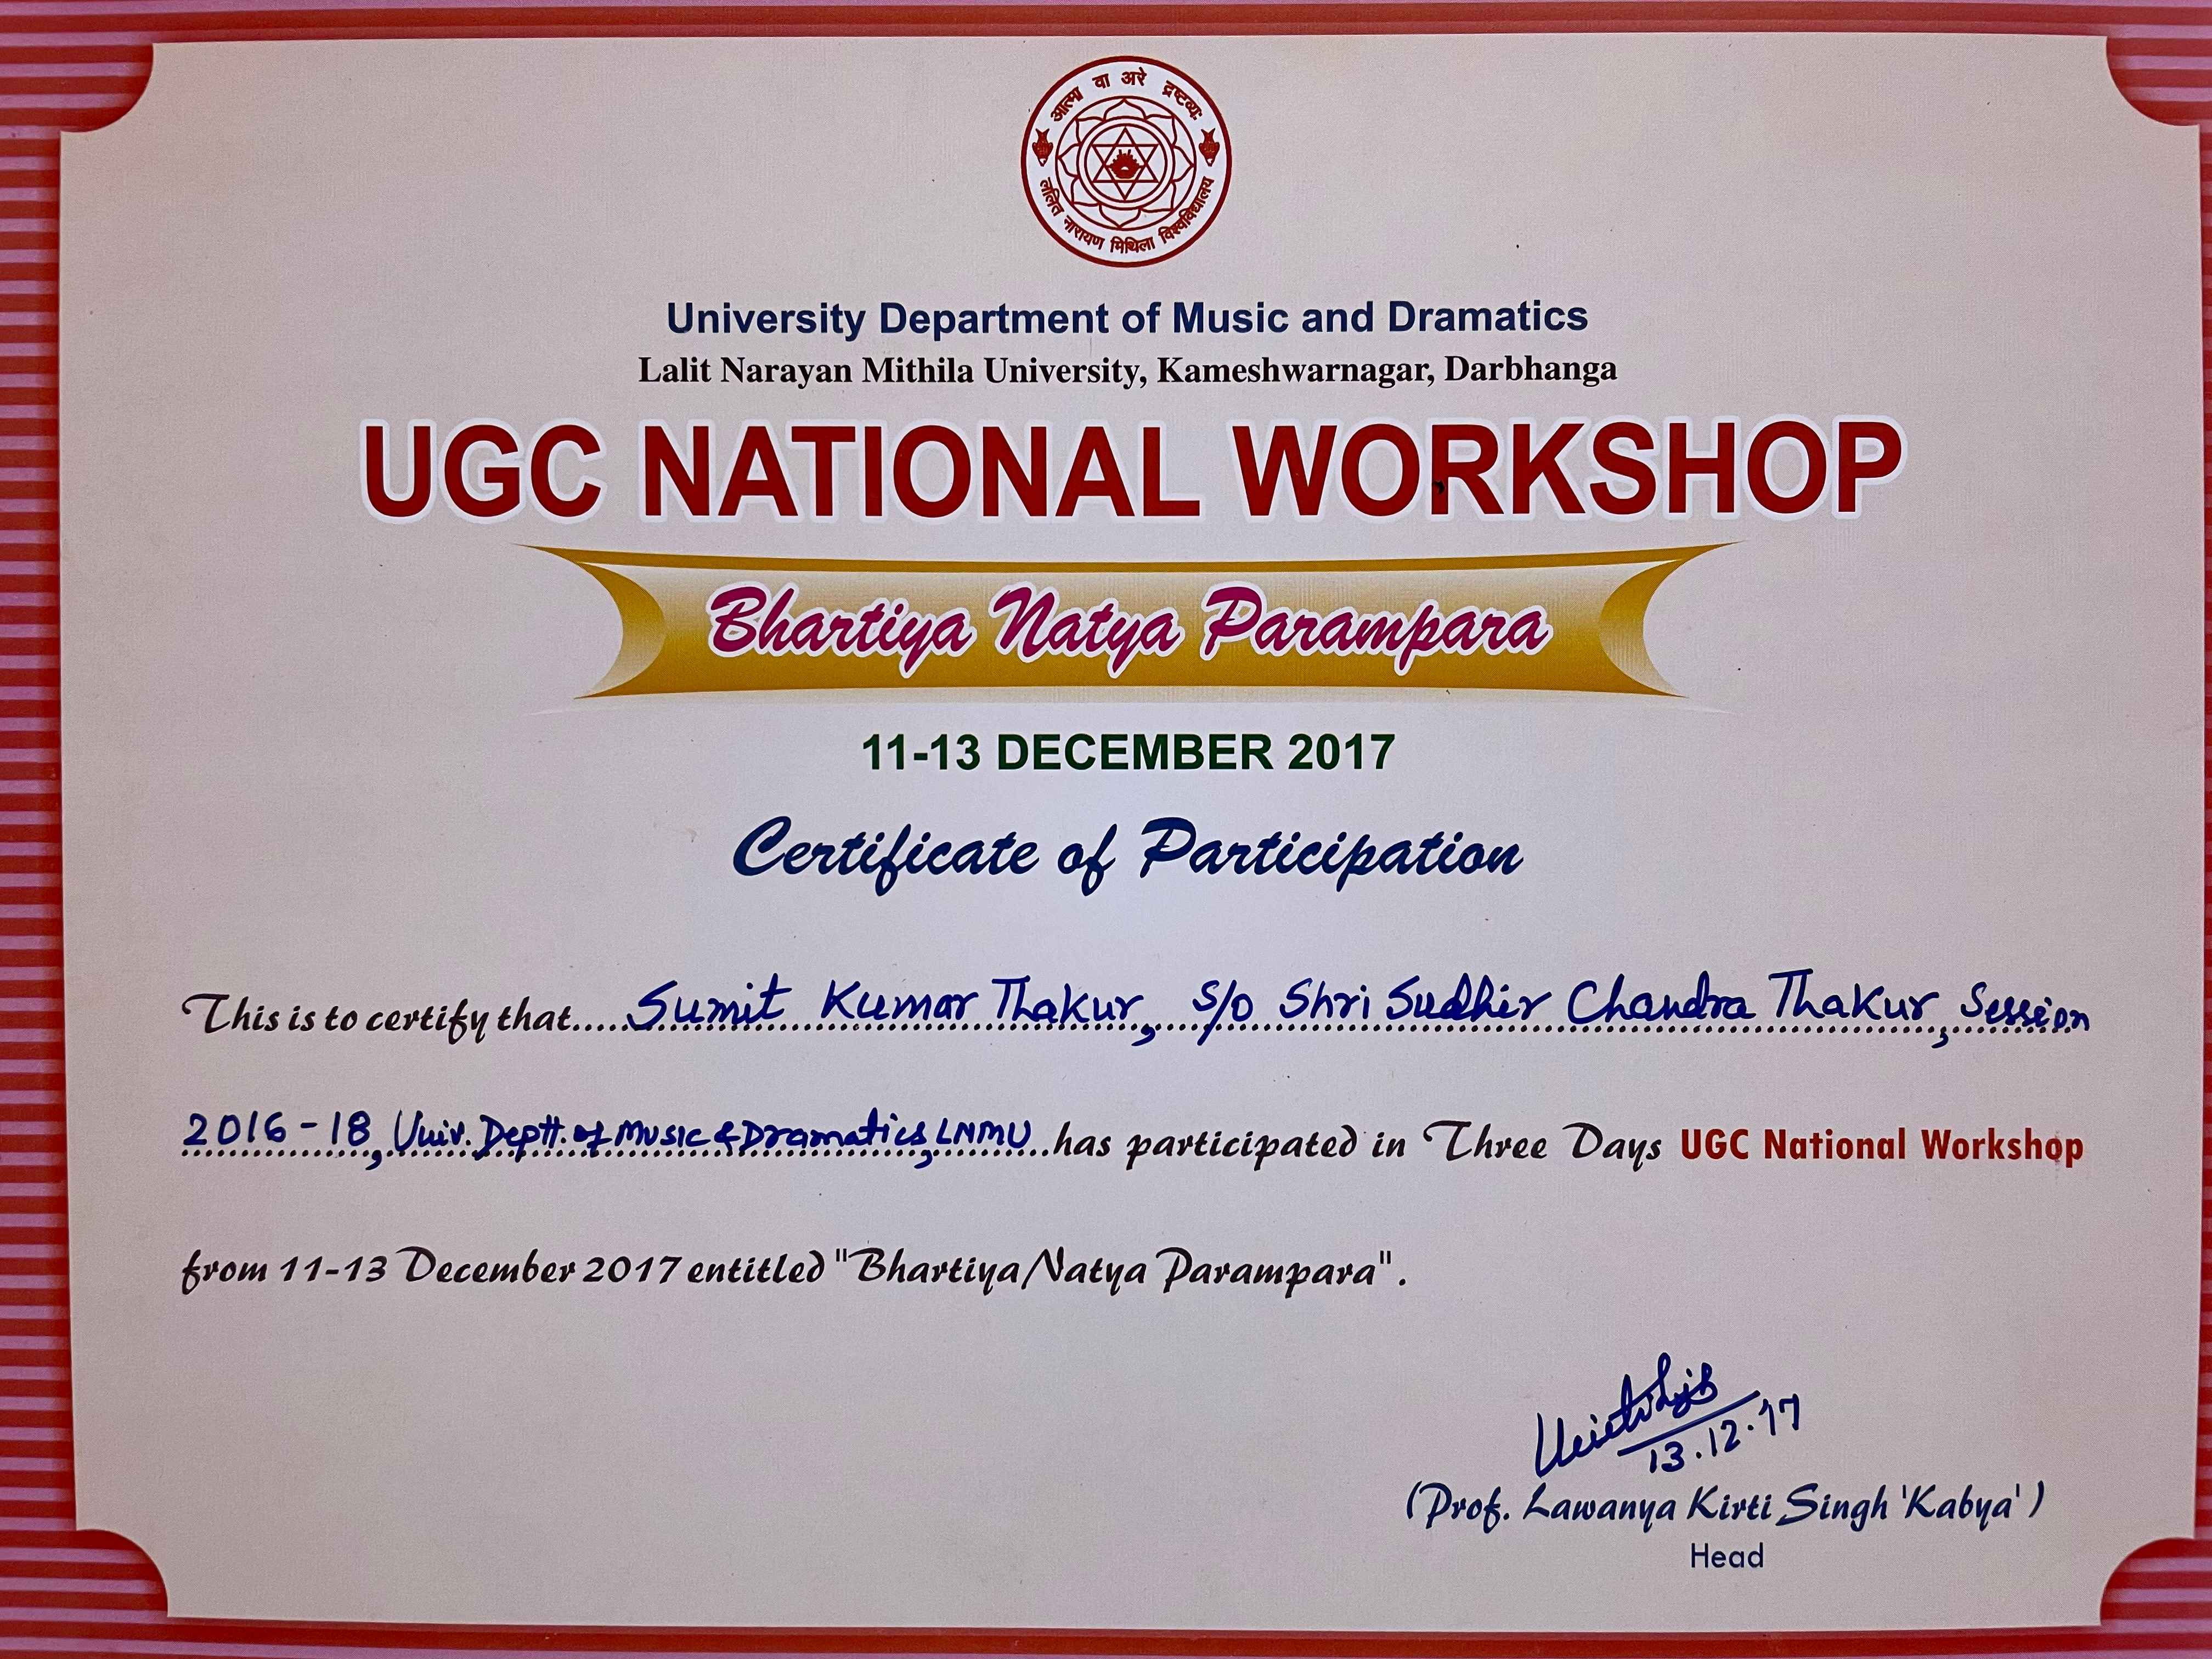 आत्मा वा अरे द्रष्टव्यः
ललित नारायण मिथिला विश्वविद्यालय
University Department of Music and Dramatics
Lalit Narayan Mithila University, Kameshwarnagar, Darbhanga
UGC NATIONAL WORKSHOP
Bhartiya Natya Parampara
11-13 DECEMBER 2017
Certificate of Participation
This is to certify that..... Sumit Kumar Thakur, S/o Shri Sudhir Chandra Thakur, Session
2016-18, Univ. Deptt. of Music & Dramatics, LNMU...has participated in Three Days UGC National Workshop
from 11-13 December 2017 entitled "Bhartiya Natya Parampara".
13.12.17
(Prof. Lawanya Kirti Singh 'Kabya' )
Head